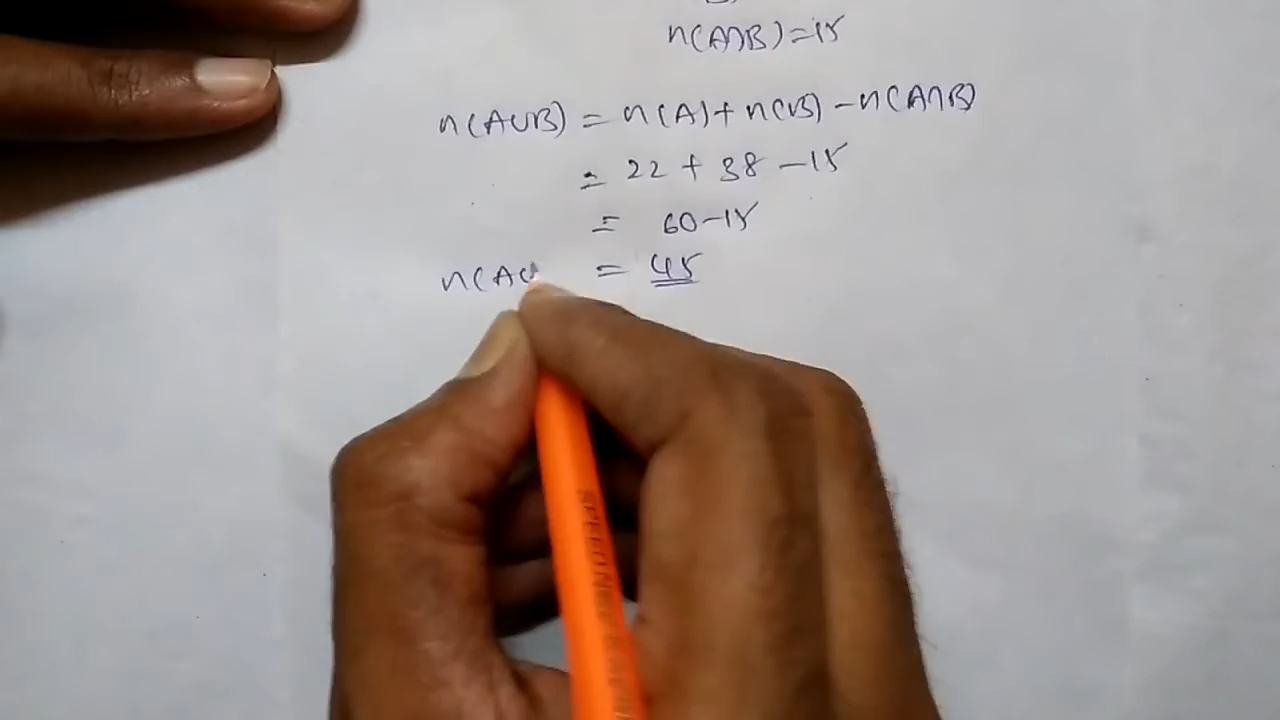 n(A∩B)=15
n(A∪B) = n(A)+n(B) -n(A∩B)
= 22 + 38 -15
= 60-15
n(A∪ = 45